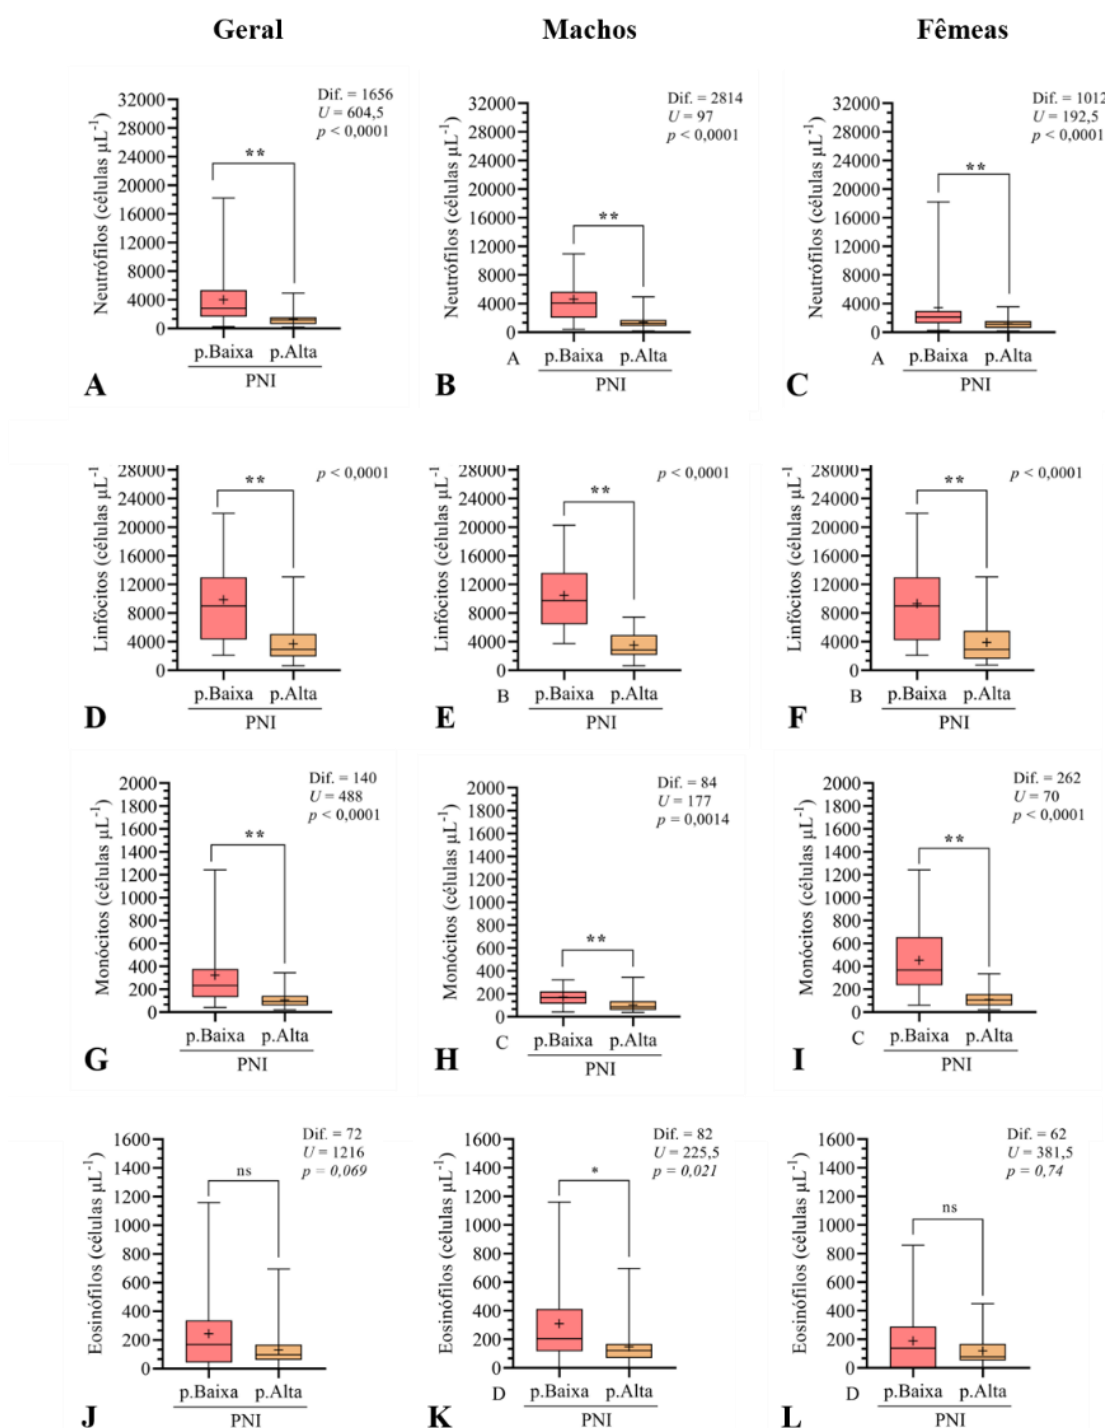 Geral Machos Fêmeas
Neutrófilos (células µL⁻¹)
32000
28000
24000
20000
16000
12000
8000
4000
0
Dif. = 1656
U = 604,5
p < 0,0001
**
p.Baixa p.Alta
PNI
A
Neutrófilos (células µL⁻¹)
32000
28000
24000
20000
16000
12000
8000
4000
0
Dif. = 2814
U = 97
p < 0,0001
**
A p.Baixa p.Alta
PNI
B
Neutrófilos (células µL⁻¹)
32000
28000
24000
20000
16000
12000
8000
4000
0
Dif. = 1012
U = 192,5
p < 0,0001
**
A p.Baixa p.Alta
PNI
C
Linfócitos (células µL⁻¹
28000
24000
20000
16000
12000
8000
4000
0
p < 0,0001
**
p.Baixa p.Alta
PNI
D
Linfócitos (células µL⁻¹
28000
24000
20000
16000
12000
8000
4000
0
p < 0,0001
**
B p.Baixa p.Alta
PNI
E
Linfócitos (células µL⁻¹
28000
24000
20000
16000
12000
8000
4000
0
p < 0,0001
**
B p.Baixa p.Alta
PNI
F
Monócitos (células µL⁻¹)
2000
1800
1600
1400
1200
1000
800
600
400
200
0
Dif. = 140
U = 488
p < 0,0001
**
p.Baixa p.Alta
PNI
G
Monócitos (células µL⁻¹)
2000
1800
1600
1400
1200
1000
800
600
400
200
0
Dif. = 84
U = 177
p = 0,0014
**
C p.Baixa p.Alta
PNI
H
Monócitos (células µL⁻¹)
2000
1800
1600
1400
1200
1000
800
600
400
200
0
Dif. = 262
U = 70
p < 0,0001
**
C p.Baixa p.Alta
PNI
I
Eosinófilos (células µL⁻¹)
1600
1400
1200
1000
800
600
400
200
0
Dif. = 72
U = 1216
p = 0,069
ns
p.Baixa p.Alta
PNI
J
Eosinófilos (células µL⁻¹)
1600
1400
1200
1000
800
600
400
200
0
Dif. = 82
U = 225,5
p = 0,021
*
D p.Baixa p.Alta
PNI
K
Eosinófilos (células µL⁻¹)
1600
1400
1200
1000
800
600
400
200
0
Dif. = 62
U = 381,5
p = 0,74
ns
D p.Baixa p.Alta
PNI
L